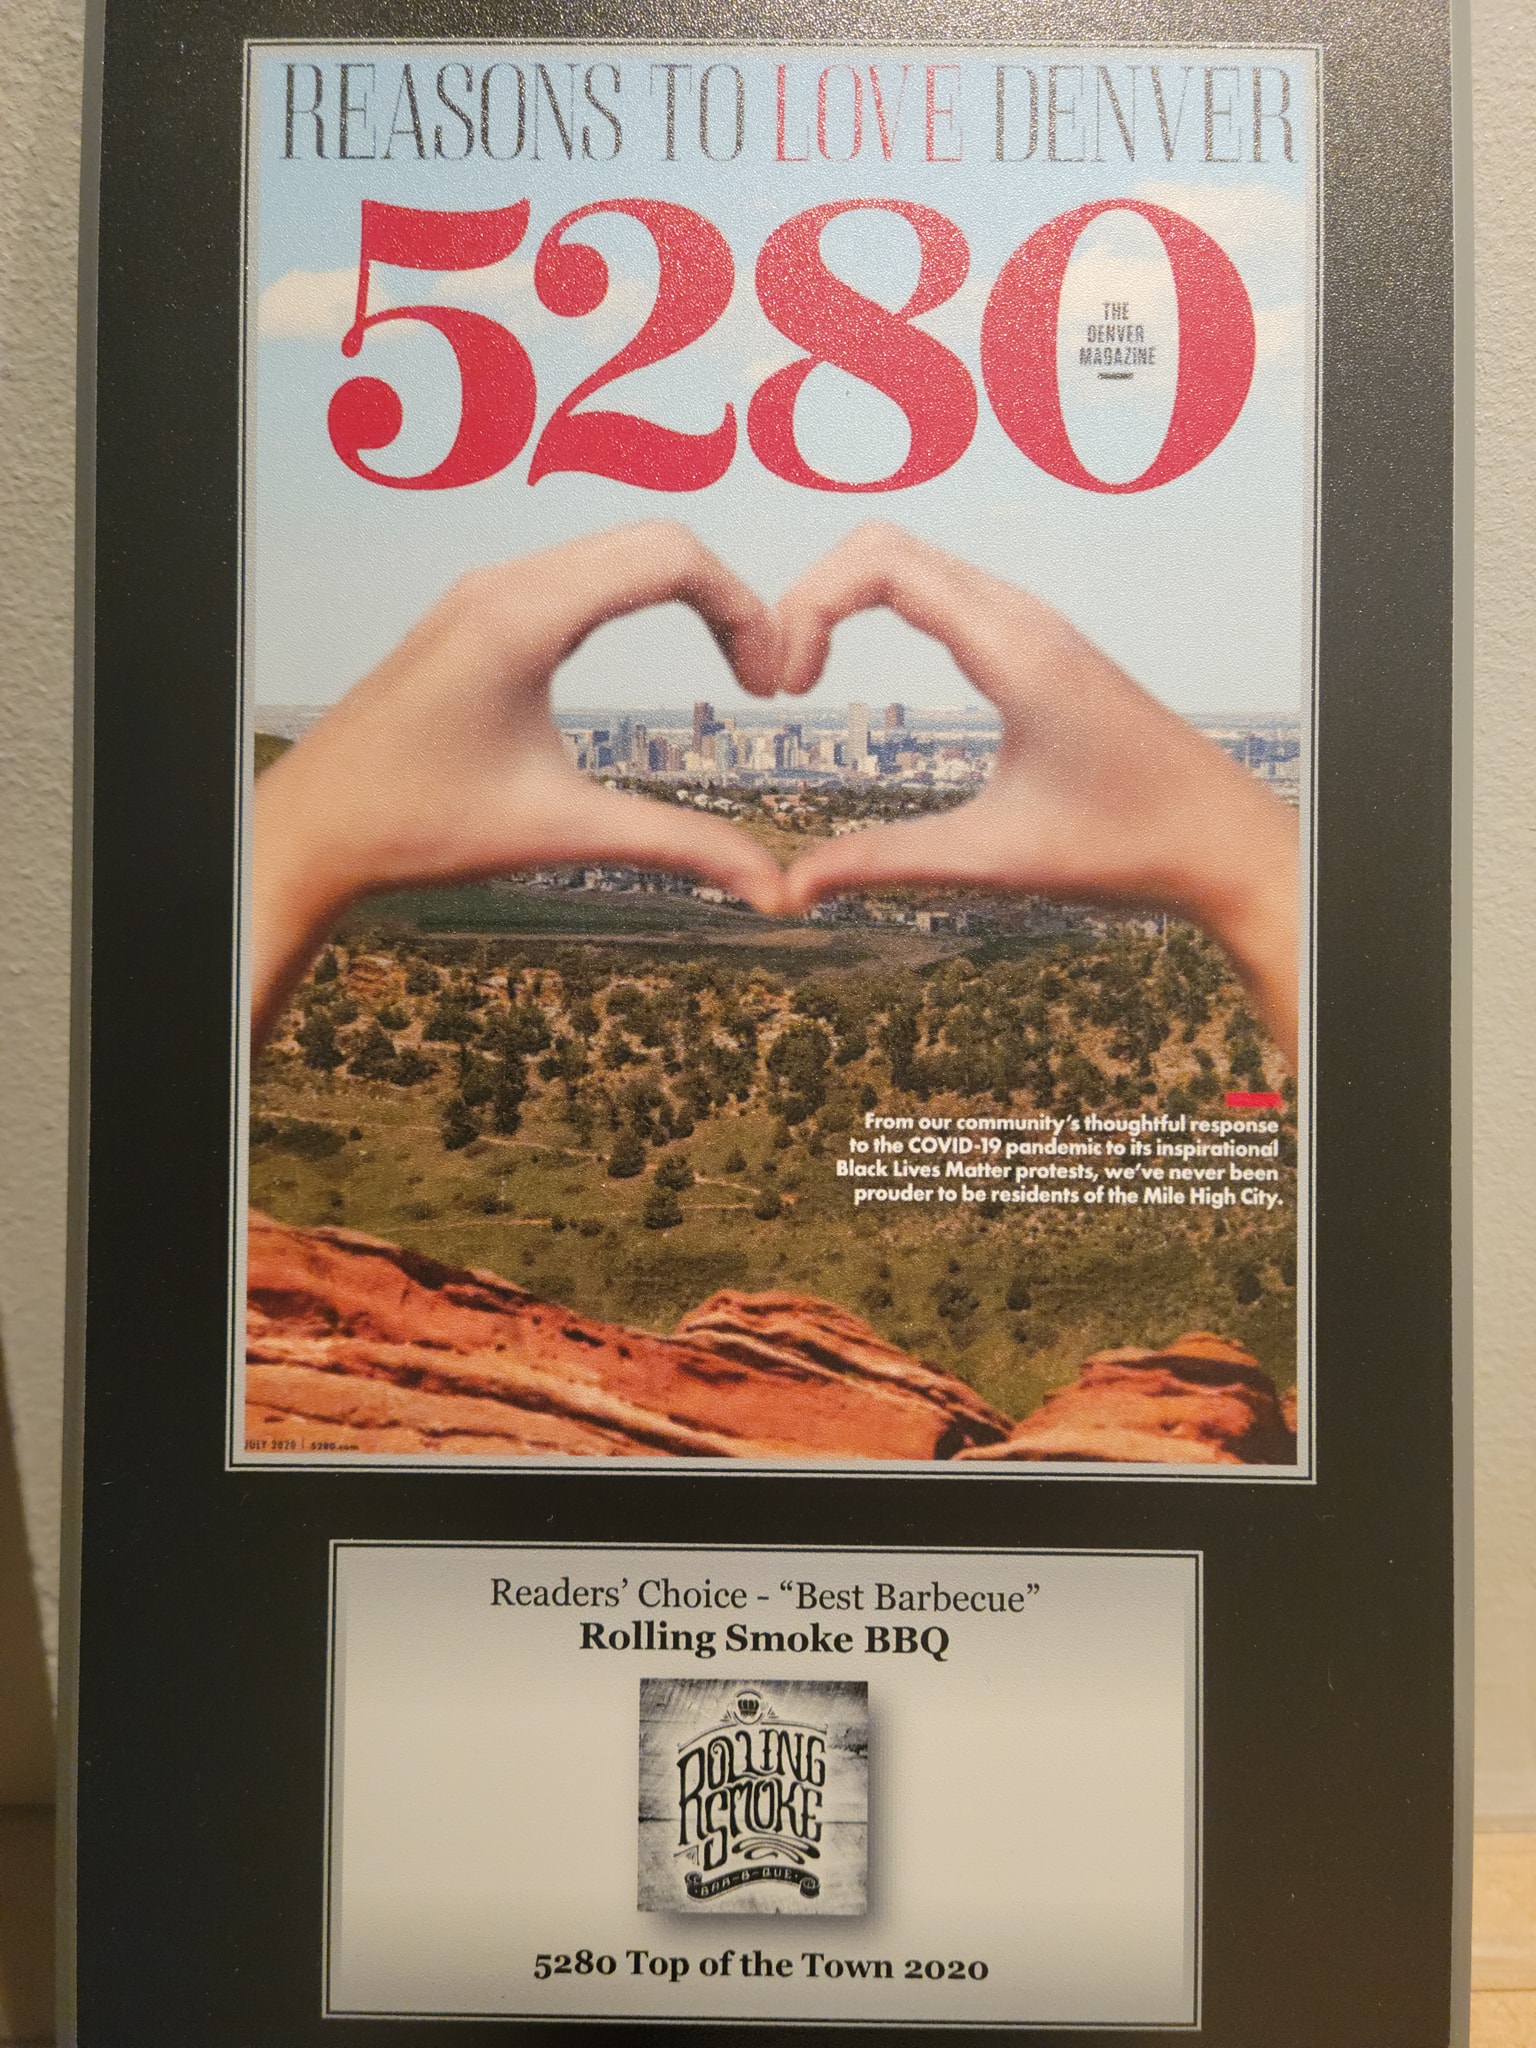 REASONS TO LOVE DENVER
5280
THE
DENVER
MAGAZINE
From our community's thoughtful response
to the COVID-19 pandemic to its inspirational
Black Lives Matter protests, we've never been
prouder to be residents of the Mile High City.
JULY 2020 | 5280.com
Readers' Choice - “Best Barbecue”
Rolling Smoke BBQ
ROLLING
SMOKE
BAR-B-QUE
5280 Top of the Town 2020